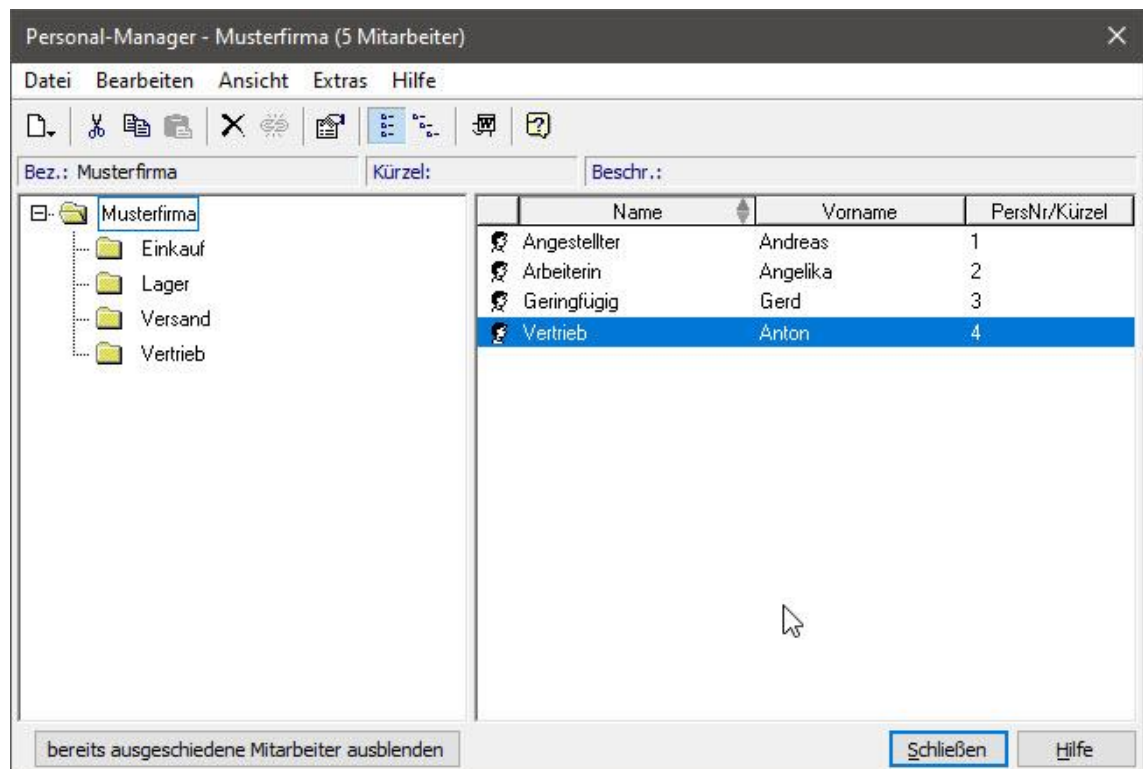 Personal-Manager - Musterfirma (5 Mitarbeiter)
Datei Bearbeiten Ansicht Extras Hilfe
Bez.: Musterfirma Kürzel: Beschr.:
Musterfirma
Einkauf
Lager
Versand
Vertrieb
Name Vorname PersNr/Kürzel
Angestellter Andreas 1
Arbeiterin Angelika 2
Geringfügig Gerd 3
Vertrieb Anton 4
bereits ausgeschiedene Mitarbeiter ausblenden Schließen Hilfe